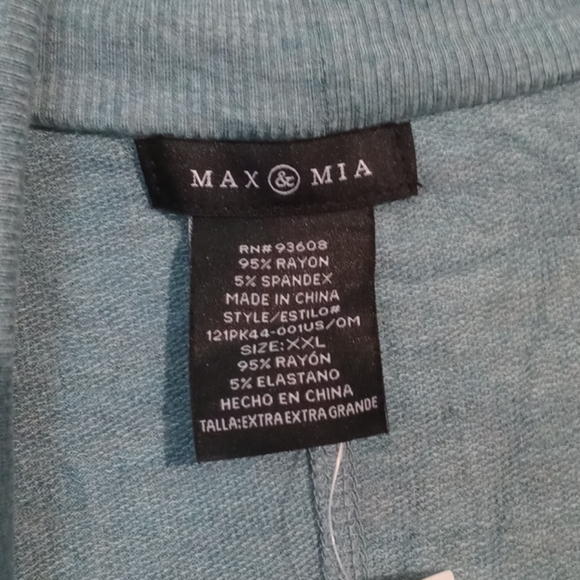 MAX & MIA
RN# 93608
95% RAYON
5% SPANDEX
MADE IN CHINA
STYLE/ESTILO#
121PK44-001US/OM
SIZE:XXL
95% RAYÓN
5% ELASTANO
HECHO EN CHINA
TALLA:EXTRA EXTRA GRANDE